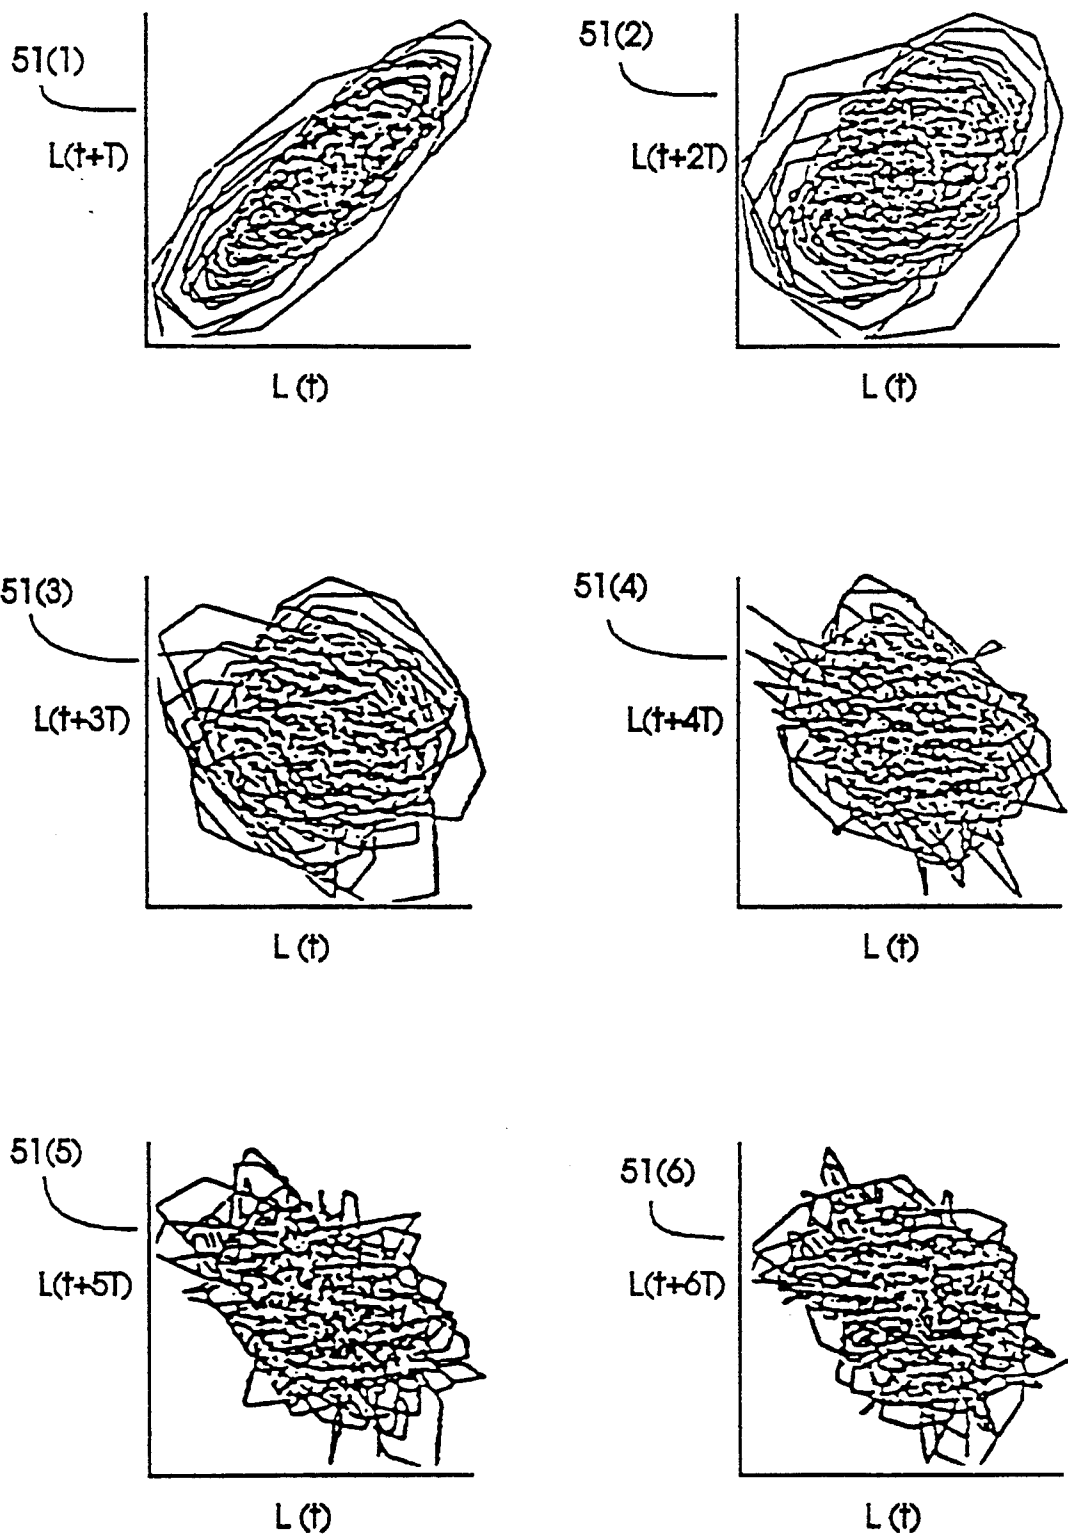 51(1)
51(2)
L(t+T)
L(t+2T)
L (t)
L (t)
51(3)
51(4)
L(t+3T)
L(t+4T)
L (t)
L (t)
51(5)
51(6)
L(t+5T)
L(t+6T)
L (t)
L (t)